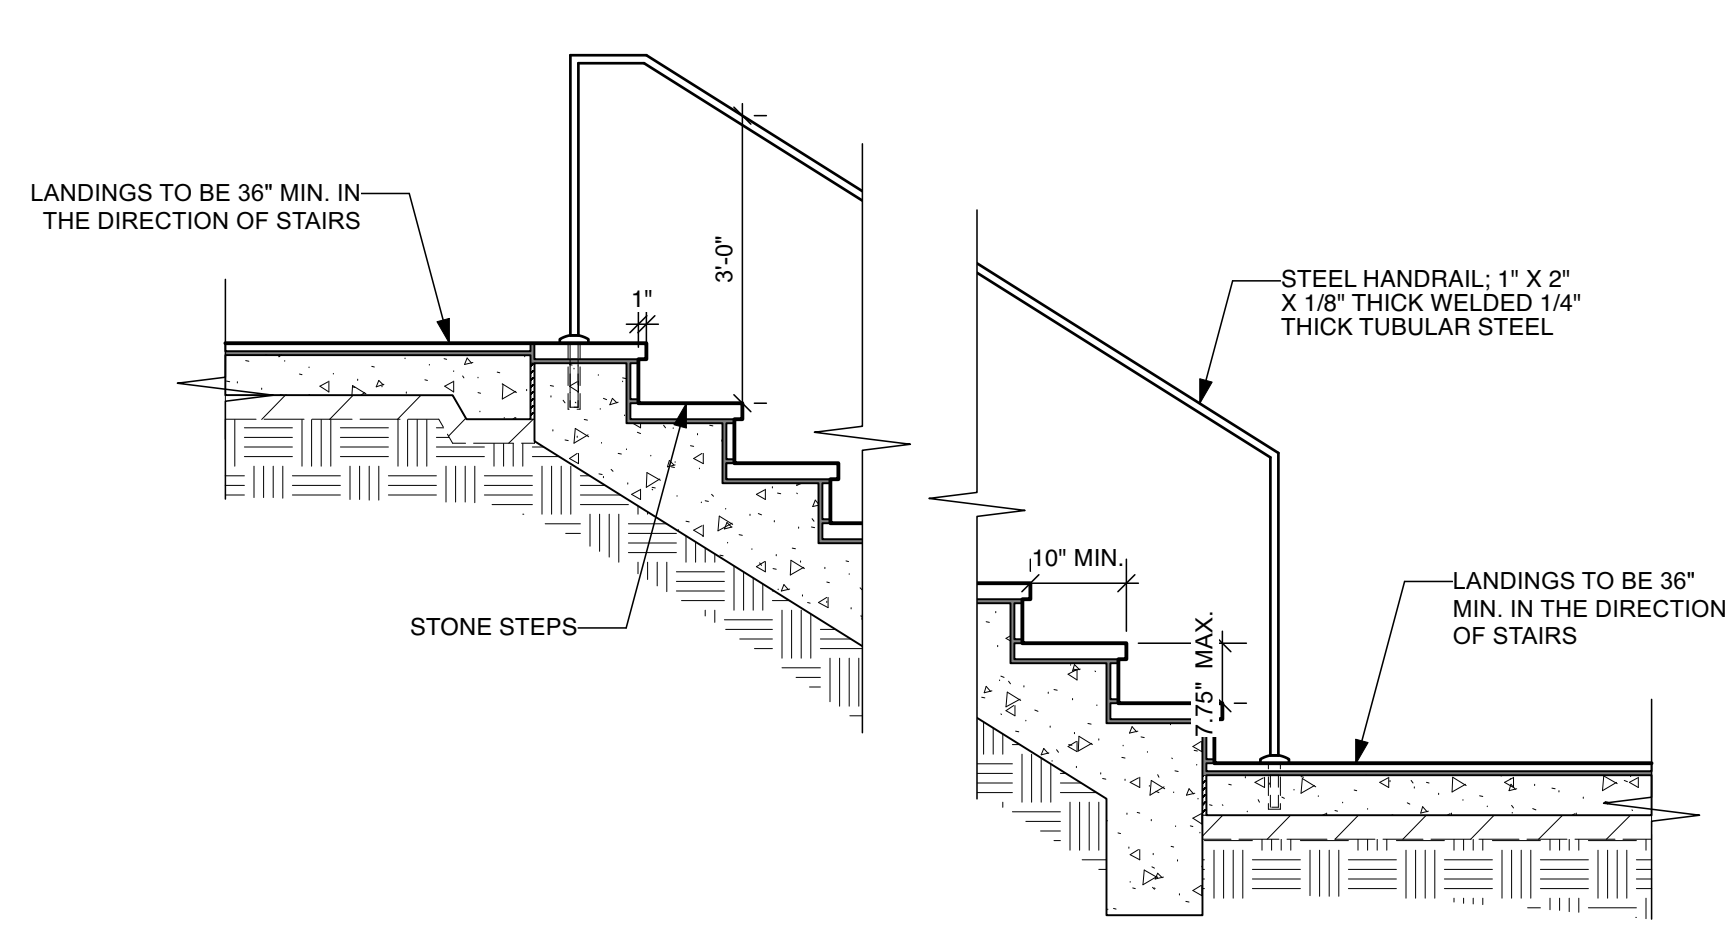 LANDINGS TO BE 36" MIN. IN
THE DIRECTION OF STAIRS
3'-0"
1"
STEEL HANDRAIL; 1" X 2"
X 1/8" THICK WELDED 1/4"
THICK TUBULAR STEEL
STONE STEPS
10" MIN.
7.75" MAX.
LANDINGS TO BE 36"
MIN. IN THE DIRECTION
OF STAIRS